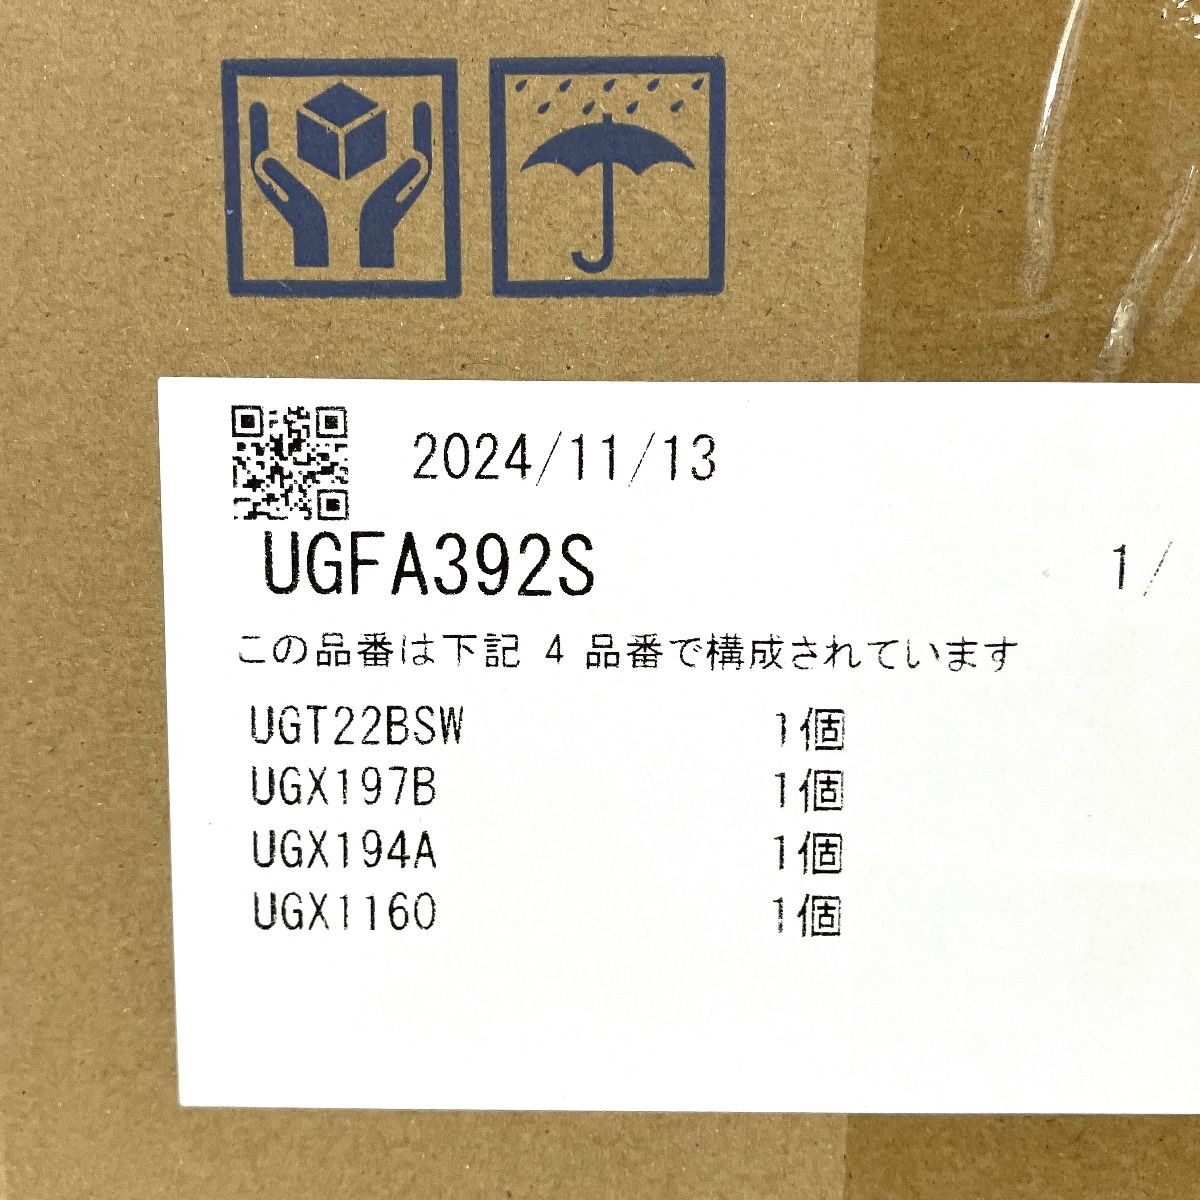 2024/11/13
UGFA392S
1/
この品番は下記 4 品番で構成されています
UGT22BSW 1個
UGX197B 1個
UGX194A 1個
UGX1160 1個